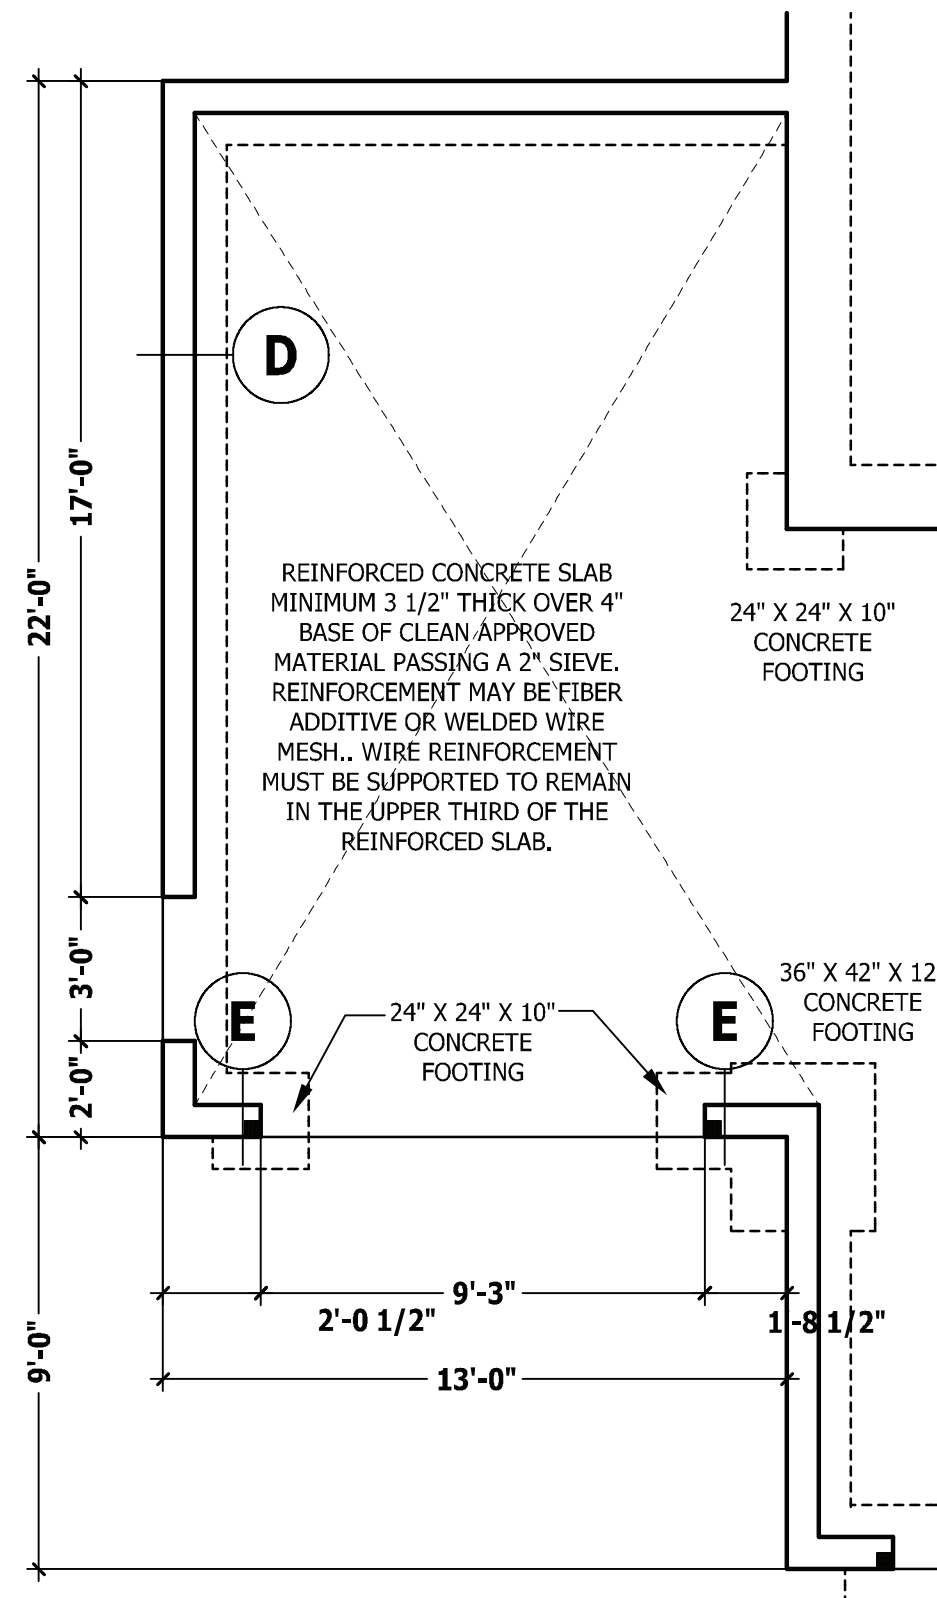 D
17'-0"
22'-0"
REINFORCED CONCRETE SLAB
MINIMUM 3 1/2" THICK OVER 4"
BASE OF CLEAN APPROVED
MATERIAL PASSING A 2" SIEVE.
REINFORCEMENT MAY BE FIBER
ADDITIVE OR WELDED WIRE
MESH.. WIRE REINFORCEMENT
MUST BE SUPPORTED TO REMAIN
IN THE UPPER THIRD OF THE
REINFORCED SLAB.
24" X 24" X 10"
CONCRETE
FOOTING
3'-0"
E
24" X 24" X 10"
CONCRETE
FOOTING
E
36" X 42" X 12
CONCRETE
FOOTING
2'-0"
9'-3"
2'-0 1/2"
1'-8 1/2"
9'-0"
13'-0"